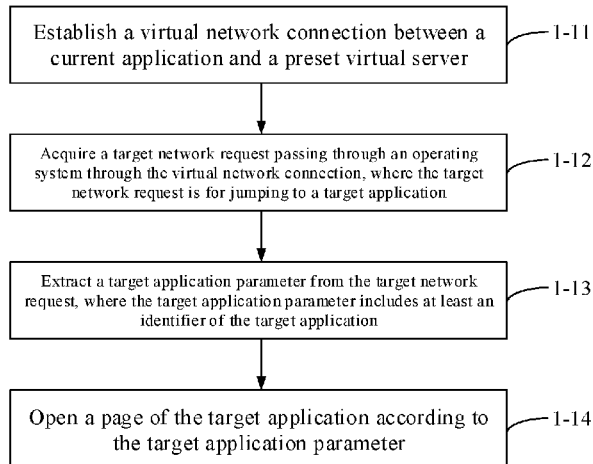 Establish a virtual network connection between a
current application and a preset virtual server
1-11
Acquire a target network request passing through an operating
system through the virtual network connection, where the target
network request is for jumping to a target application
1-12
Extract a target application parameter from the target network
request, where the target application parameter includes at least an
identifier of the target application
1-13
Open a page of the target application according to
the target application parameter
1-14